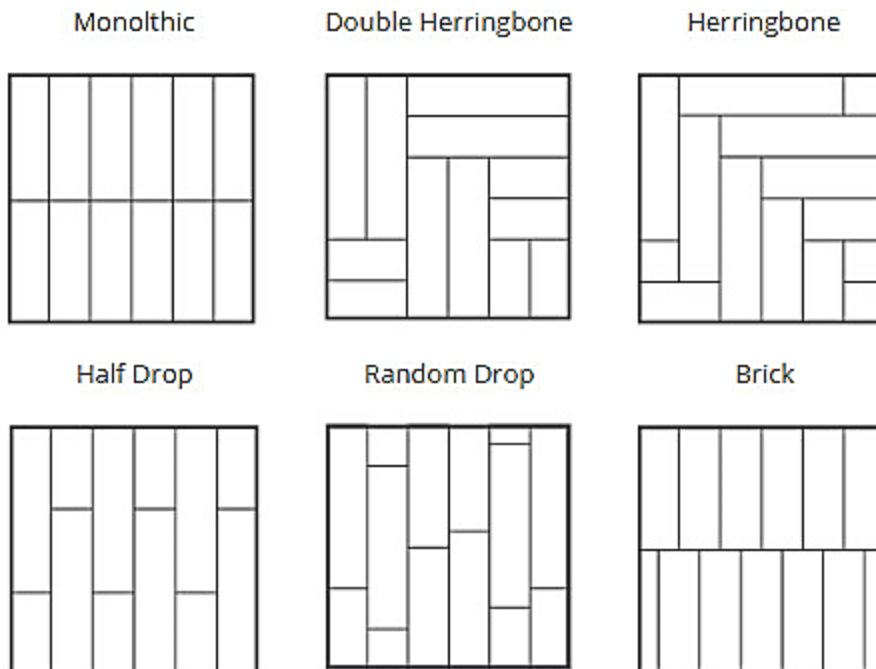 Monolthic
Double Herringbone
Herringbone
Half Drop
Random Drop
Brick